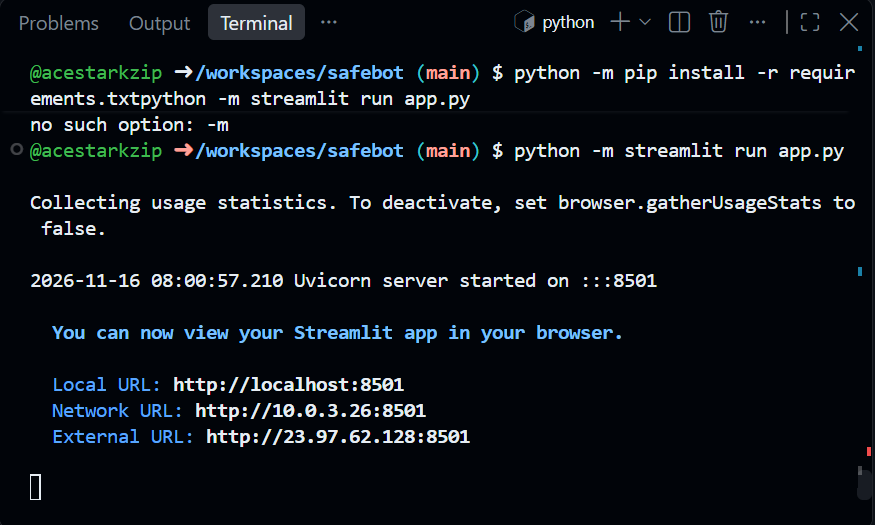 Problems Output Terminal ··· python
@acestarkzip ➜/workspaces/safebot (main) $ python -m pip install -r requir
ements.txtpython -m streamlit run app.py
no such option: -m
@acestarkzip ➜/workspaces/safebot (main) $ python -m streamlit run app.py
Collecting usage statistics. To deactivate, set browser.gatherUsageStats to
false.
2026-11-16 08:00:57.210 Uvicorn server started on :::8501
You can now view your Streamlit app in your browser.
Local URL: http://localhost:8501
Network URL: http://10.0.3.26:8501
External URL: http://23.97.62.128:8501